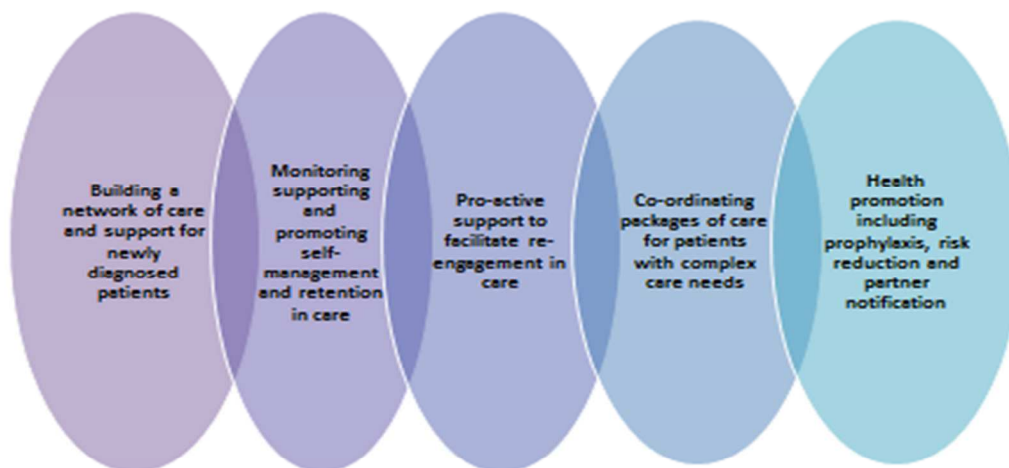 Building a
network of care
and support for
newly
diagnosed
patients
Monitoring
supporting
and
promoting
self-
management
and retention
in care
Pro-active
support to
facilitate re-
engagement in
care
Co-ordinating
packages of care
for patients
with complex
care needs
Health
promotion
including
prophylaxis, risk
reduction and
partner
notification